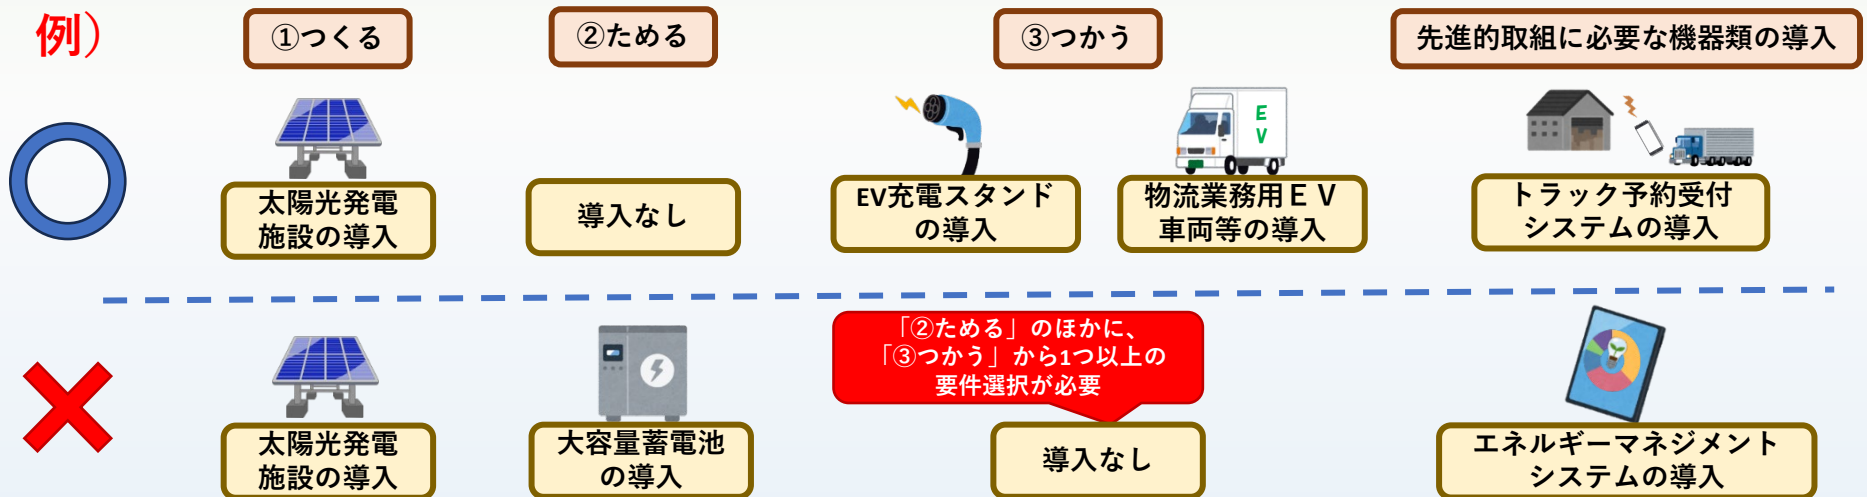 例）
①つくる
②ためる
③つかう
先進的取組に必要な機器類の導入
EV
太陽光発電
施設の導入
導入なし
EV充電スタンド
の導入
物流業務用ＥＶ
車両等の導入
トラック予約受付
システムの導入
「②ためる」のほかに、
「③つかう」から1つ以上の
要件選択が必要
太陽光発電
施設の導入
大容量蓄電池
の導入
導入なし
エネルギーマネジメント
システムの導入